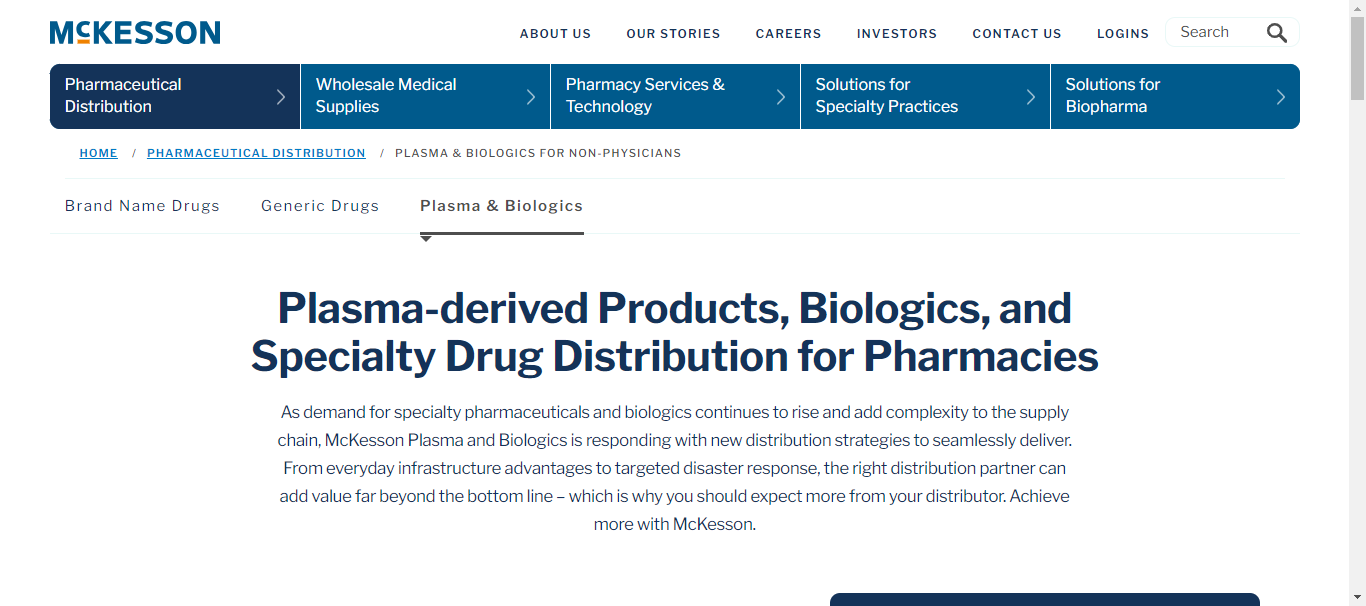 McKESSON
ABOUT US OUR STORIES CAREERS INVESTORS CONTACT US LOGINS Search
Pharmaceutical
Distribution
Wholesale Medical
Supplies
Pharmacy Services &
Technology
Solutions for
Specialty Practices
Solutions for
Biopharma
HOME / PHARMACEUTICAL DISTRIBUTION / PLASMA & BIOLOGICS FOR NON-PHYSICIANS
Brand Name Drugs Generic Drugs Plasma & Biologics
Plasma-derived Products, Biologics, and
Specialty Drug Distribution for Pharmacies
As demand for specialty pharmaceuticals and biologics continues to rise and add complexity to the supply
chain, McKesson Plasma and Biologics is responding with new distribution strategies to seamlessly deliver.
From everyday infrastructure advantages to targeted disaster response, the right distribution partner can
add value far beyond the bottom line – which is why you should expect more from your distributor. Achieve
more with McKesson.